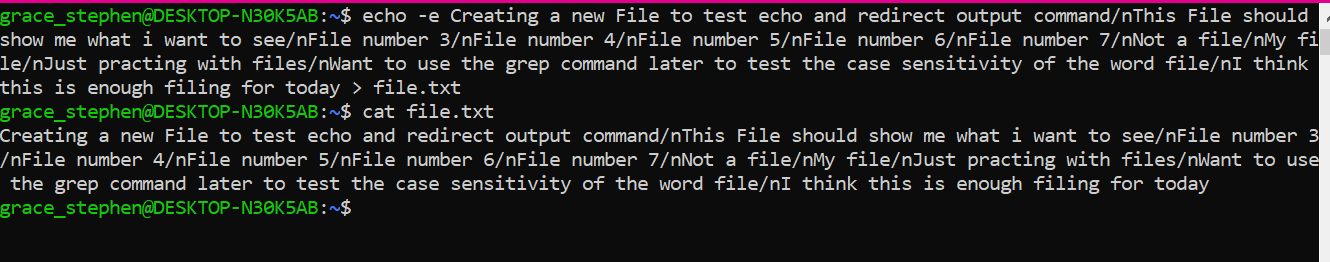 grace_stephen@DESKTOP-N30K5AB:~$ echo -e Creating a new File to test echo and redirect output command/nThis File should
show me what i want to see/nFile number 3/nFile number 4/nFile number 5/nFile number 6/nFile number 7/nNot a file/nMy fi
le/nJust practing with files/nWant to use the grep command later to test the case sensitivity of the word file/nI think
this is enough filing for today > file.txt
grace_stephen@DESKTOP-N30K5AB:~$ cat file.txt
Creating a new File to test echo and redirect output command/nThis File should show me what i want to see/nFile number 3
/nFile number 4/nFile number 5/nFile number 6/nFile number 7/nNot a file/nMy file/nJust practing with files/nWant to use
 the grep command later to test the case sensitivity of the word file/nI think this is enough filing for today
grace_stephen@DESKTOP-N30K5AB:~$